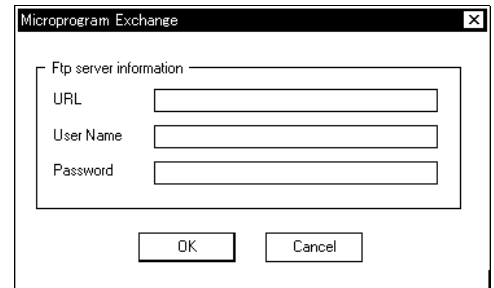 Microprogram Exchange
Ftp server information
URL
User Name
Password
OK Cancel